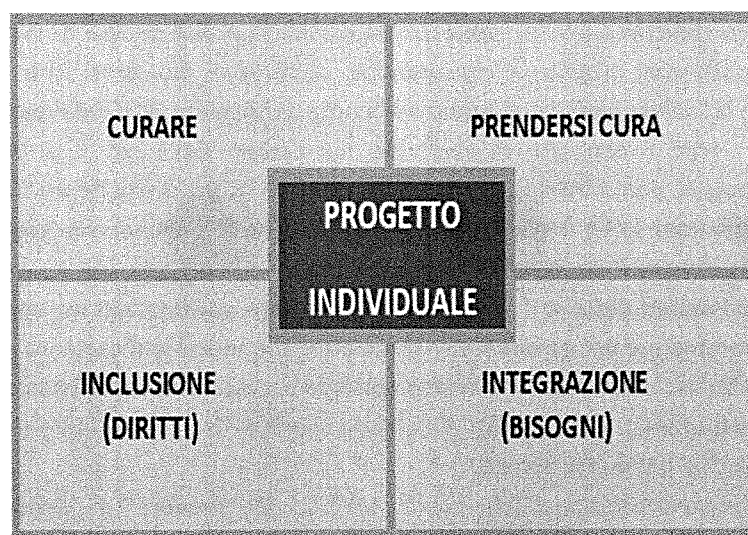 CURARE
PRENDERSI CURA
PROGETTO
INDIVIDUALE
INCLUSIONE
(DIRITTI)
INTEGRAZIONE
(BISOGNI)